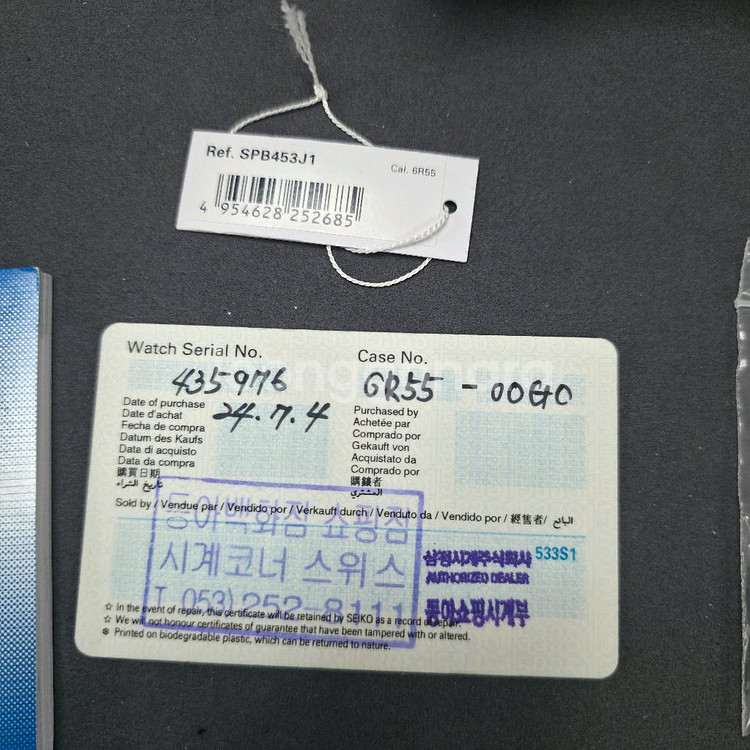 Ref. SPB453J1
Cal. 6R55
4 954628 252685
Watch Serial No.
435976
Case No.
6R55 - 00G0
Date of purchase
Date d'achat
Fecha de compra
Datum des Kaufs
Data di acquisto
Data da compra
購買日期
تاريخ الشراء
24.7.4
Purchased by
Achetée par
Comprado por
Gekauft von
Acquistato da
Comprado por
購錶者
المشتري
Sold by / Vendue par / Vendido por / Verkauft durch / Venduto da / Vendido por / 經售者 / البائع
동아백화점 쇼핑점
시계코너 스위스
T. 053) 252-8111
삼정시계주식회사
533S1
AUTHORIZED DEALER
동아쇼핑시계부
☆ In the event of repair, this certificate will be retained by SEIKO as a record of repair.
☆ We will not honour certificates of guarantee that have been tampered with or altered.
※ Printed on biodegradable plastic, which can be returned to nature.